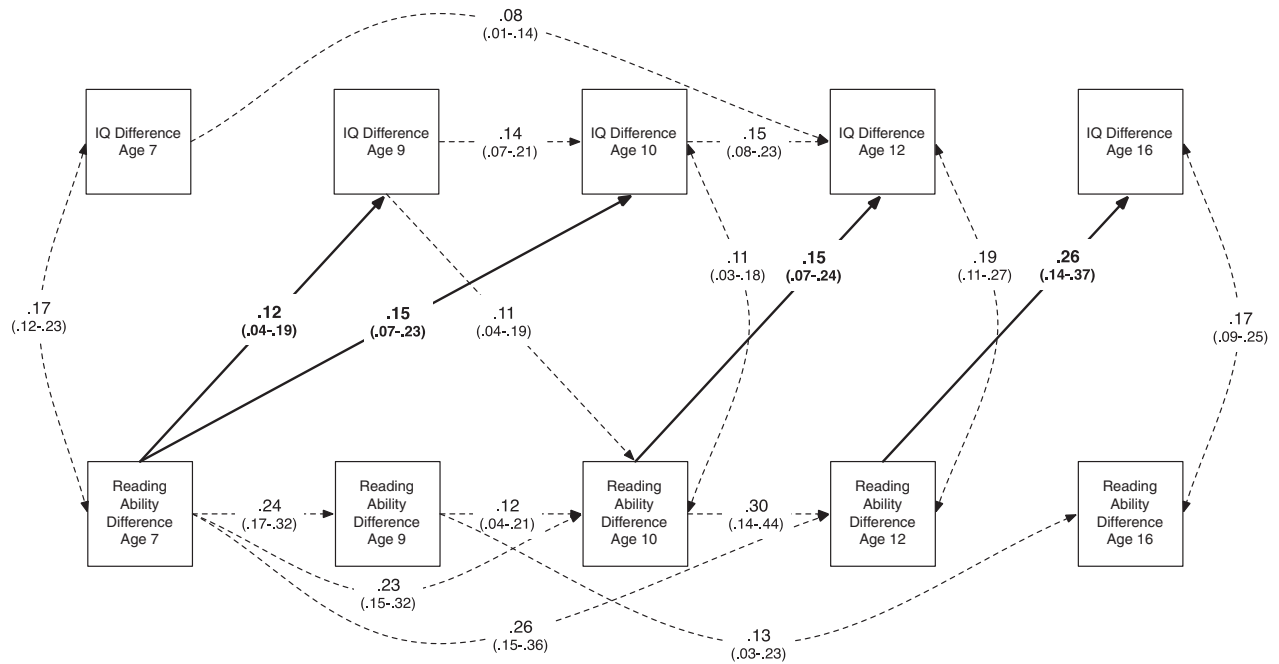 .08
(.01-.14)
IQ Difference
Age 7
IQ Difference
Age 9
.14
(.07-.21)
IQ Difference
Age 10
.15
(.08-.23)
IQ Difference
Age 12
IQ Difference
Age 16
.17
(.12-.23)
.12
(.04-.19)
.15
(.07-.23)
.11
(.04-.19)
.11
(.03-.18)
.15
(.07-.24)
.19
(.11-.27)
.26
(.14-.37)
.17
(.09-.25)
Reading
Ability
Difference
Age 7
.24
(.17-.32)
Reading
Ability
Difference
Age 9
.12
(.04-.21)
Reading
Ability
Difference
Age 10
.30
(.14-.44)
Reading
Ability
Difference
Age 12
Reading
Ability
Difference
Age 16
.23
(.15-.32)
.26
(.15-.36)
.13
(.03-.23)